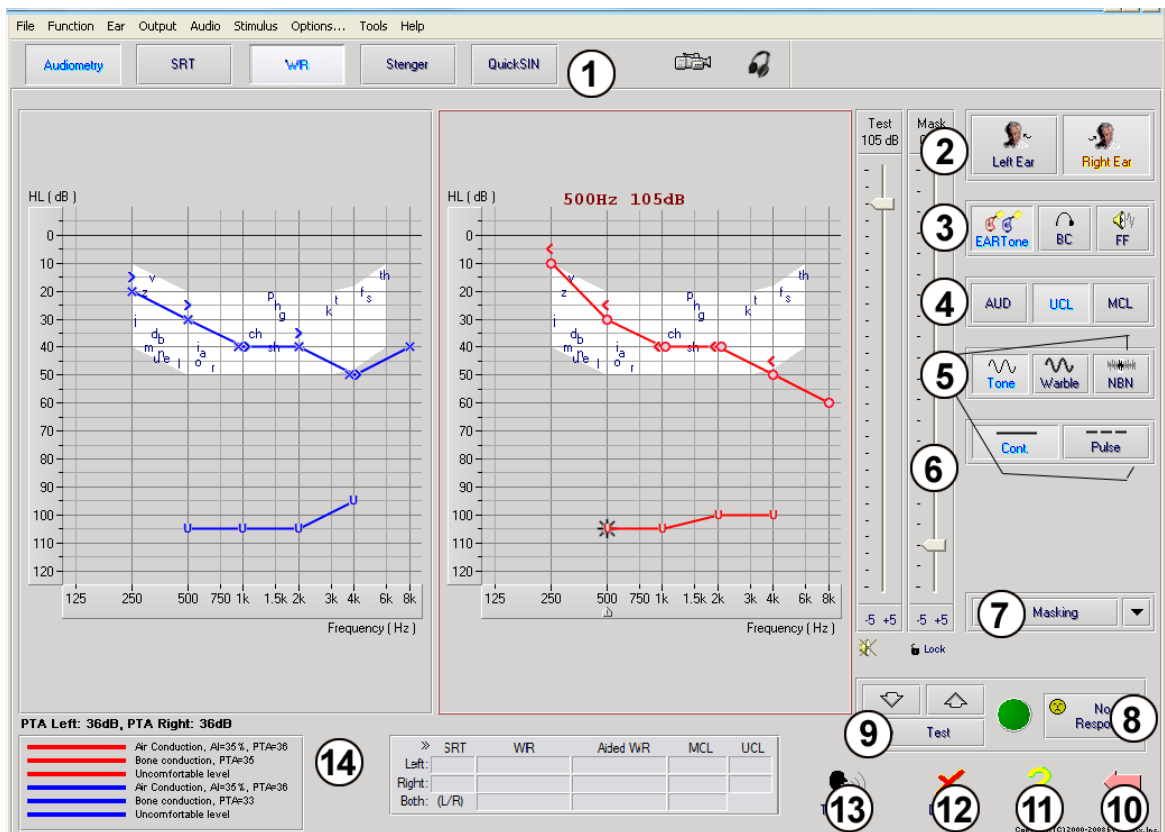 File Function Ear Output Audio Stimulus Options... Tools Help
Audiometry SRT WR Stenger QuickSIN 1
Test Mask
105 dB
2
Left Ear Right Ear
HL ( dB )
HL ( dB )
500Hz 105dB
3
EARTone BC FF
4
AUD UCL MCL
5
Tone Warble NBN
Cont. Pulse
6
0
10
20
30
40
50
60
70
80
90
100
110
120
v
z
i
d
b
m
u
n
e
l
i
a
o
r
p
h
g
ch
sh
k
t
f
s
th
U U U U
125 250 500 750 1k 1.5k 2k 3k 4k 6k 8k
Frequency ( Hz )
0
10
20
30
40
50
60
70
80
90
100
110
120
v
z
i
d
b
m
u
n
e
l
i
a
o
r
p
h
g
ch
sh
k
t
f
s
th
U U U U
125 250 500 750 1k 1.5k 2k 3k 4k 6k 8k
Frequency ( Hz )
-5 +5 -5 +5
Lock
7 Masking
PTA Left: 36dB, PTA Right: 36dB
Air Conduction, AI=35%, PTA=36
Bone conduction, PTA=35
Uncomfortable level
Air Conduction, AI=35%, PTA=36
Bone conduction, PTA=33
Uncomfortable level
14
» SRT WR Aided WR MCL UCL
Left:
Right:
Both: (L/R)
No
8
9 Test
13 12 11 10